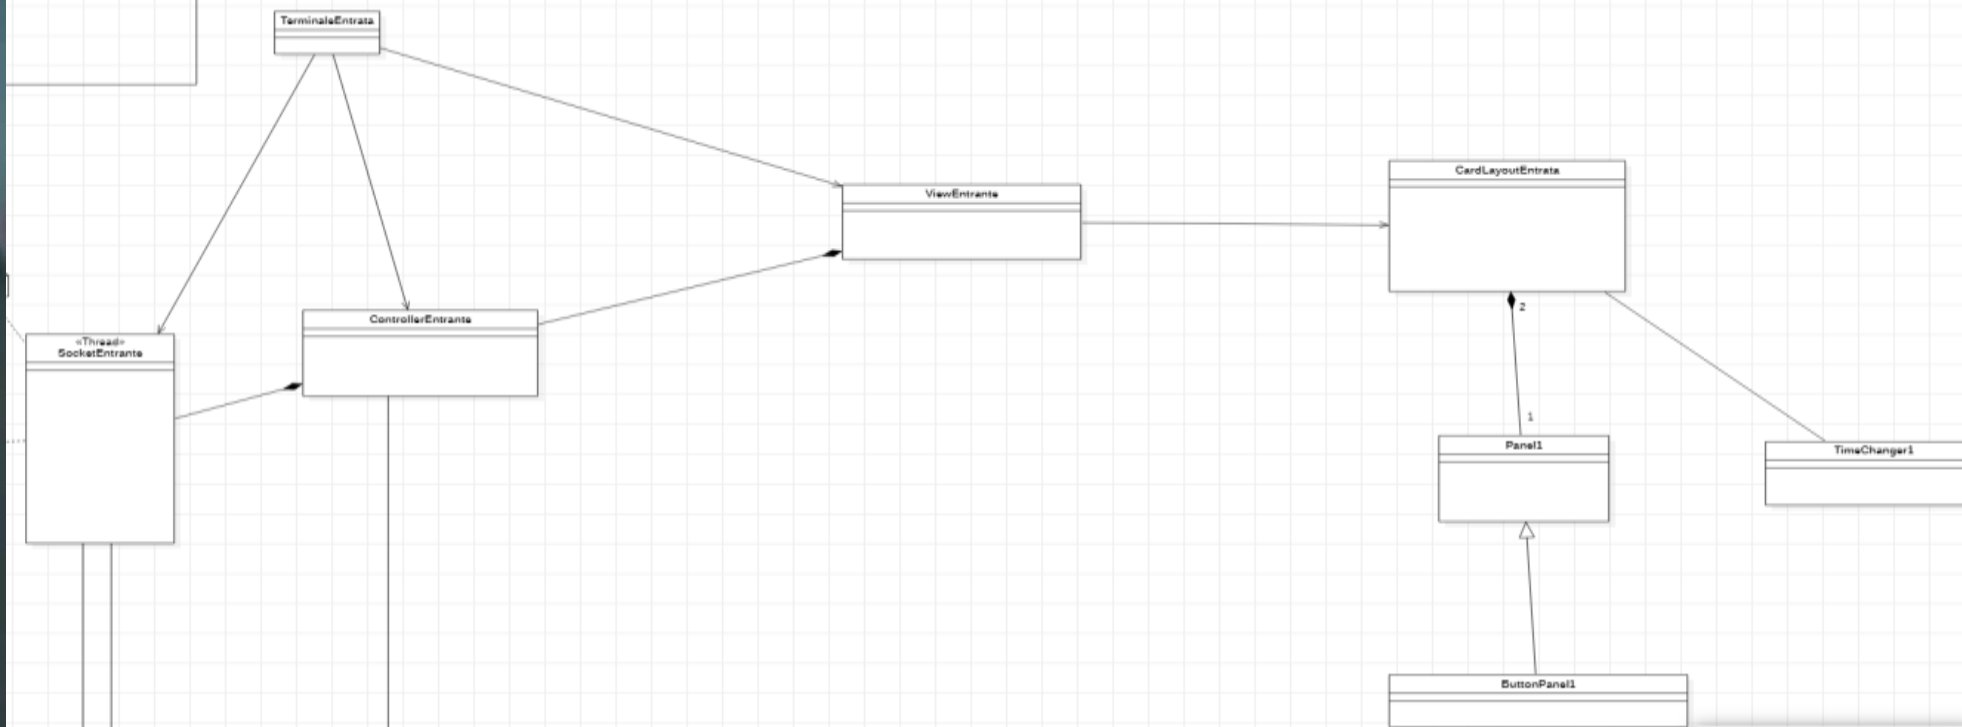 TerminaleEntrata
CardLayoutEntrata
ViewEntrante
ControllerEntrante
«Thread»
SocketEntrante
2
1
Panel1
TimeChanger1
ButtonPanel1